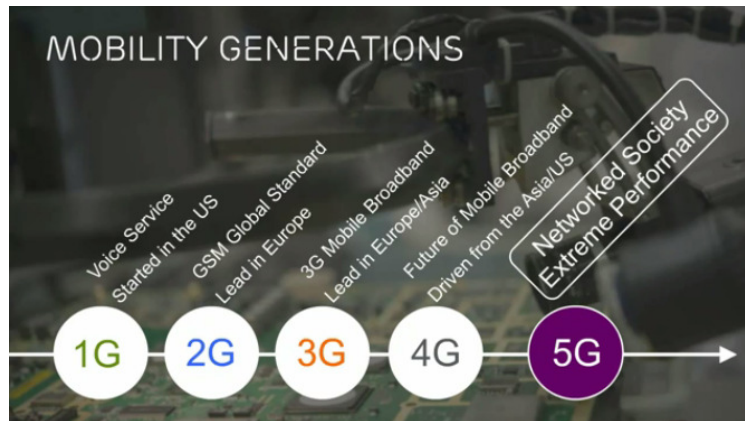 MOBILITY GENERATIONS
Voice Service
Started in the US
GSM Global Standard
Lead in Europe
3G Mobile Broadband
Lead in Europe/Asia
Future of Mobile Broadband
Driven from the Asia/US
Networked Society
Extreme Performance
1G
2G
3G
4G
5G